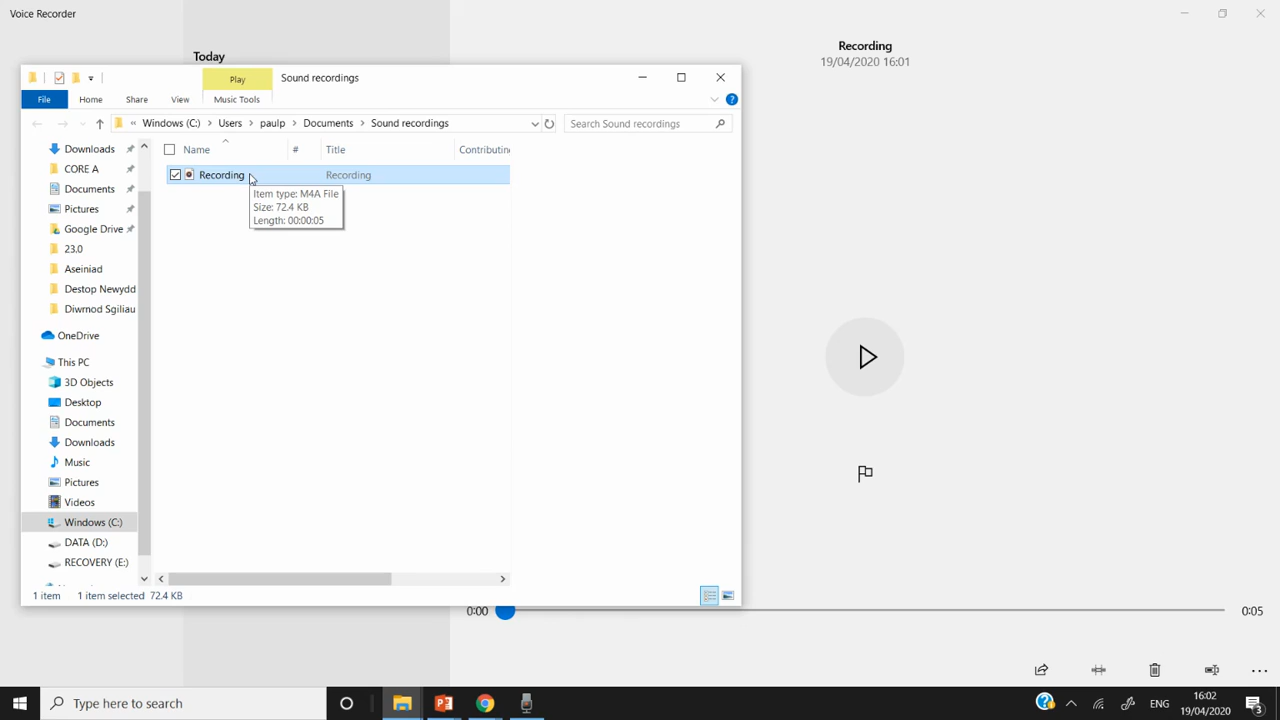 Voice Recorder
Today
Recording
19/04/2020 16:01
Play
Sound recordings
File
Home
Share
View
Music Tools
« Windows (C:) > Users > paulp > Documents > Sound recordings
Search Sound recordings
Name
#
Title
Contributin
Recording
Recording
Item type: M4A File
Size: 72.4 KB
Length: 00:00:05
Downloads
CORE A
Documents
Pictures
Google Drive
23.0
Aseiniad
Destop Newydd
Diwrnod Sgiliau
OneDrive
This PC
3D Objects
Desktop
Documents
Downloads
Music
Pictures
Videos
Windows (C:)
DATA (D:)
RECOVERY (E:)
1 item
1 item selected 72.4 KB
0:00
0:05
Type here to search
ENG
16:02
19/04/2020
3